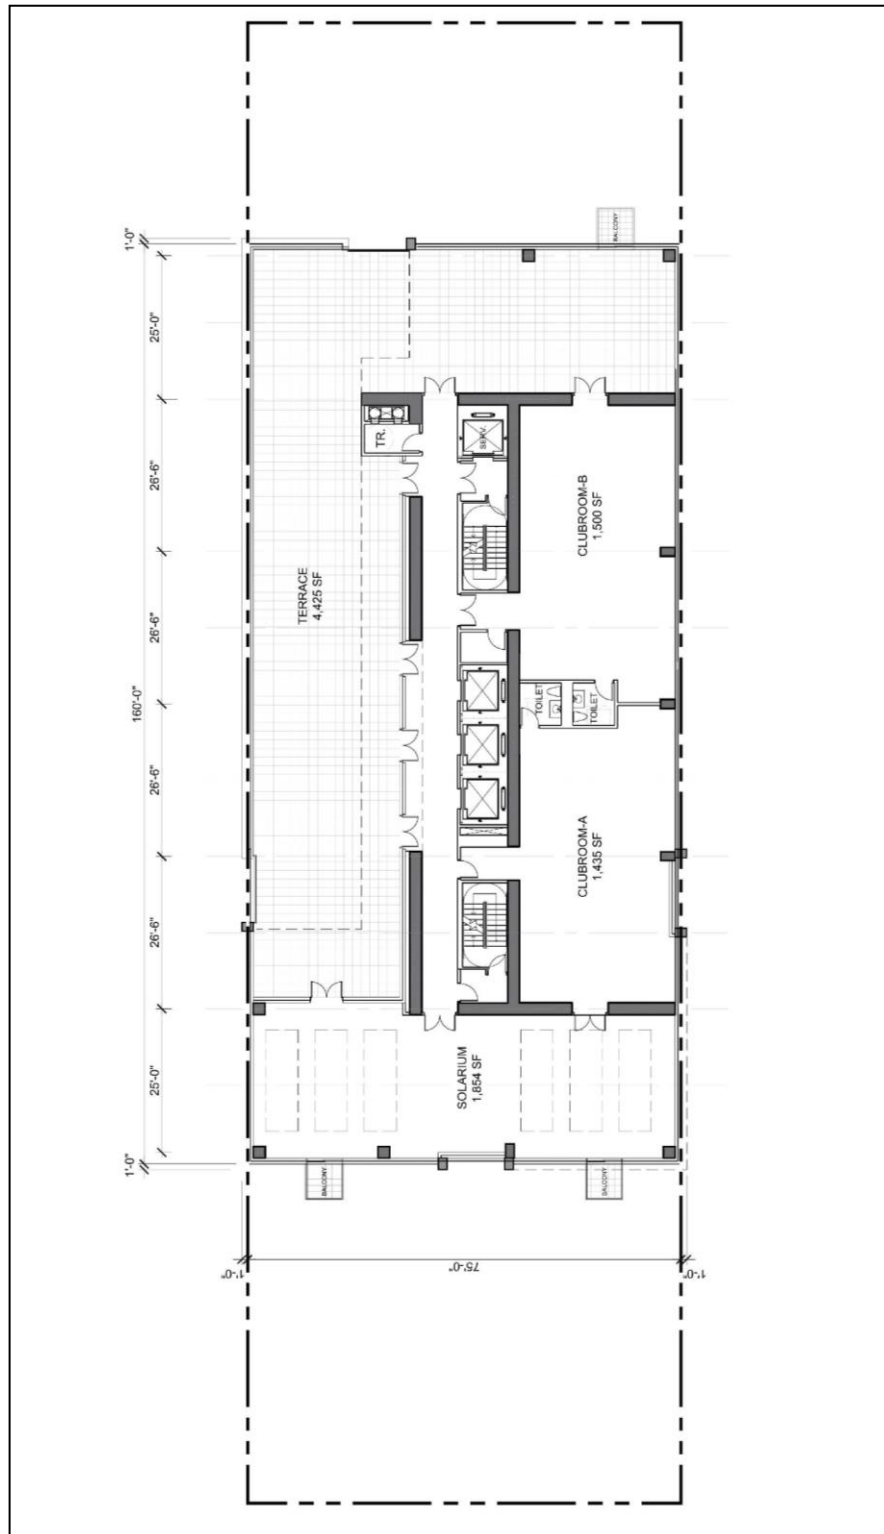 1'-0"
25'-0"
26'-6"
26'-6"
160'-0"
26'-6"
26'-6"
25'-0"
1'-0"
BALCONY
TR.
SERV.
TERRACE
4,425 SF
CLUBROOM-B
1,500 SF
TOILET
TOILET
CLUBROOM-A
1,435 SF
SOLARIUM
1,854 SF
BALCONY
BALCONY
1'-0"
75'-0"
1'-0"